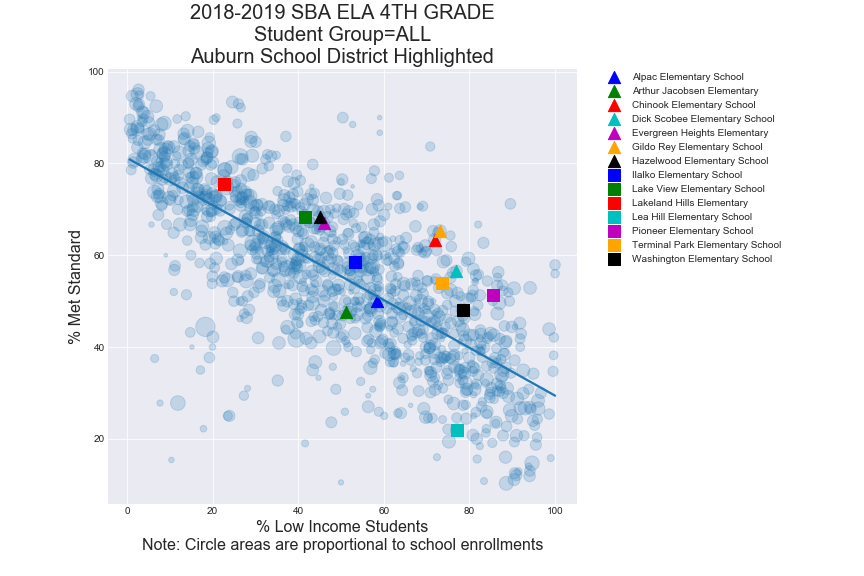 2018-2019 SBA ELA 4TH GRADE
Student Group=ALL
Auburn School District Highlighted
100
80
60
40
20
% Met Standard
0
20
40
60
80
100
% Low Income Students
Note: Circle areas are proportional to school enrollments
Alpac Elementary School
Arthur Jacobsen Elementary
Chinook Elementary School
Dick Scobee Elementary School
Evergreen Heights Elementary
Gildo Rey Elementary School
Hazelwood Elementary School
Ilalko Elementary School
Lake View Elementary School
Lakeland Hills Elementary
Lea Hill Elementary School
Pioneer Elementary School
Terminal Park Elementary School
Washington Elementary School